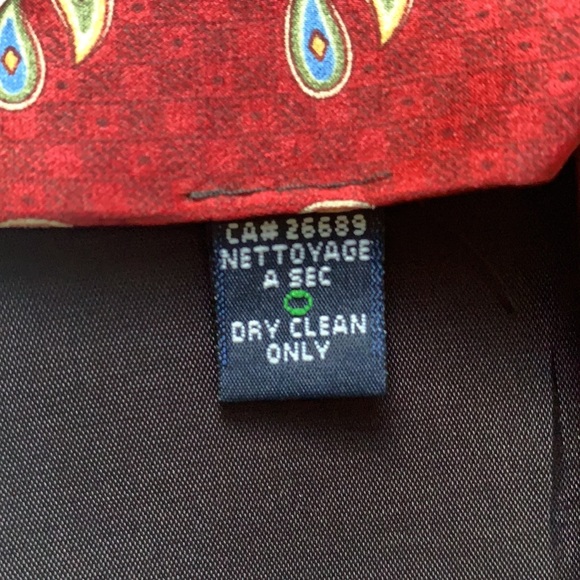 CA# 26689
NETTOYAGE
A SEC
DRY CLEAN
ONLY